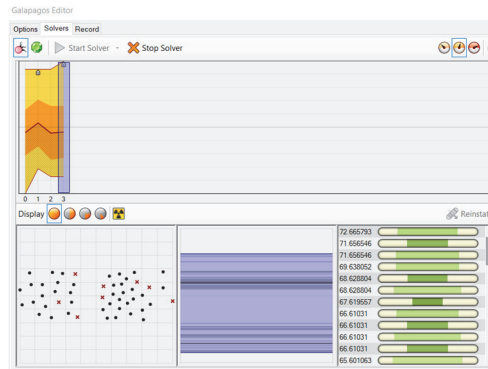 Galapagos Editor
Options Solvers Record
Start Solver Stop Solver
0 1 2 3
Display
72.665793
71.656546
71.656546
69.638052
68.628804
68.628804
67.619557
66.61031
66.61031
66.61031
66.61031
65.601063